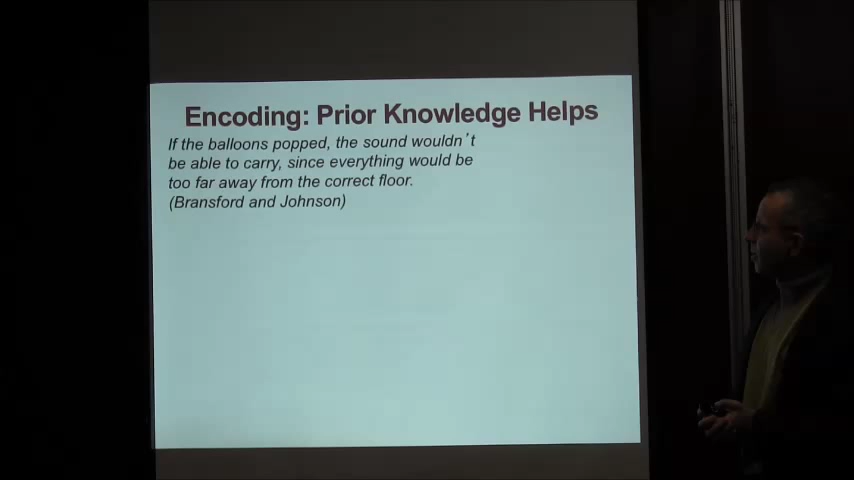 Encoding: Prior Knowledge Helps
If the balloons popped, the sound wouldn´t
be able to carry, since everything would be
too far away from the correct floor.
(Bransford and Johnson)